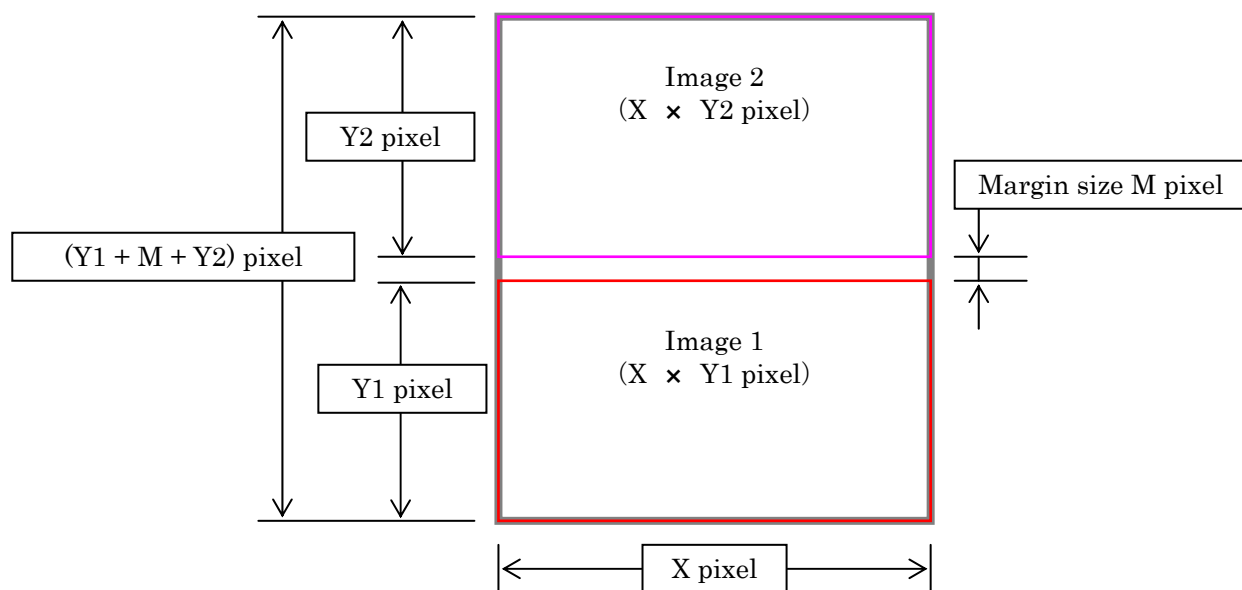 Image 2
(X × Y2 pixel)
Y2 pixel
Margin size M pixel
(Y1 + M + Y2) pixel
Image 1
(X × Y1 pixel)
Y1 pixel
X pixel